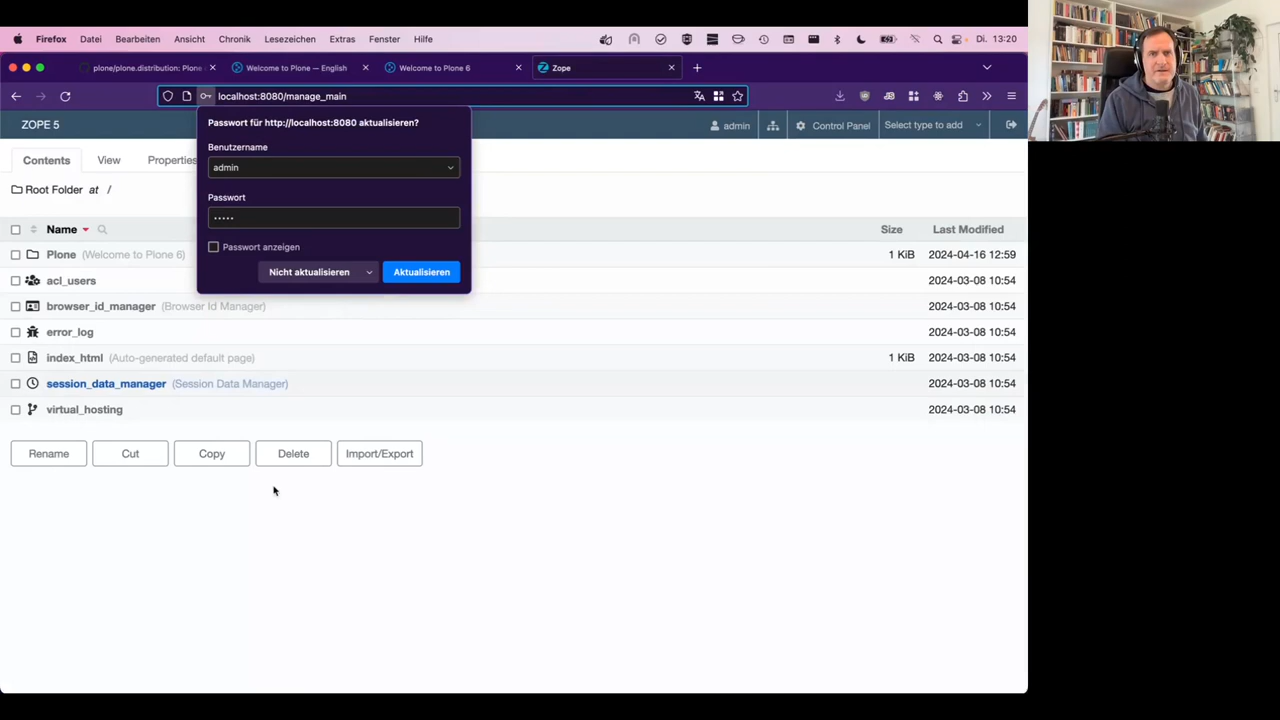 Firefox Datei Bearbeiten Ansicht Chronik Lesezeichen Extras Fenster Hilfe Di. 13:20
plone/plone.distribution: Plone Welcome to Plone — English Welcome to Plone 6 Zope
localhost:8080/manage_main
ZOPE 5 admin Control Panel Select type to add
Passwort für http://localhost:8080 aktualisieren?
Benutzername
admin
Passwort
•••••
Passwort anzeigen
Nicht aktualisieren Aktualisieren
Contents View Properties
Root Folder at /
Name Size Last Modified
Plone (Welcome to Plone 6) 1 KiB 2024-04-16 12:59
acl_users 2024-03-08 10:54
browser_id_manager (Browser Id Manager) 2024-03-08 10:54
error_log 2024-03-08 10:54
index_html (Auto-generated default page) 1 KiB 2024-03-08 10:54
session_data_manager (Session Data Manager) 2024-03-08 10:54
virtual_hosting 2024-03-08 10:54
Rename Cut Copy Delete Import/Export